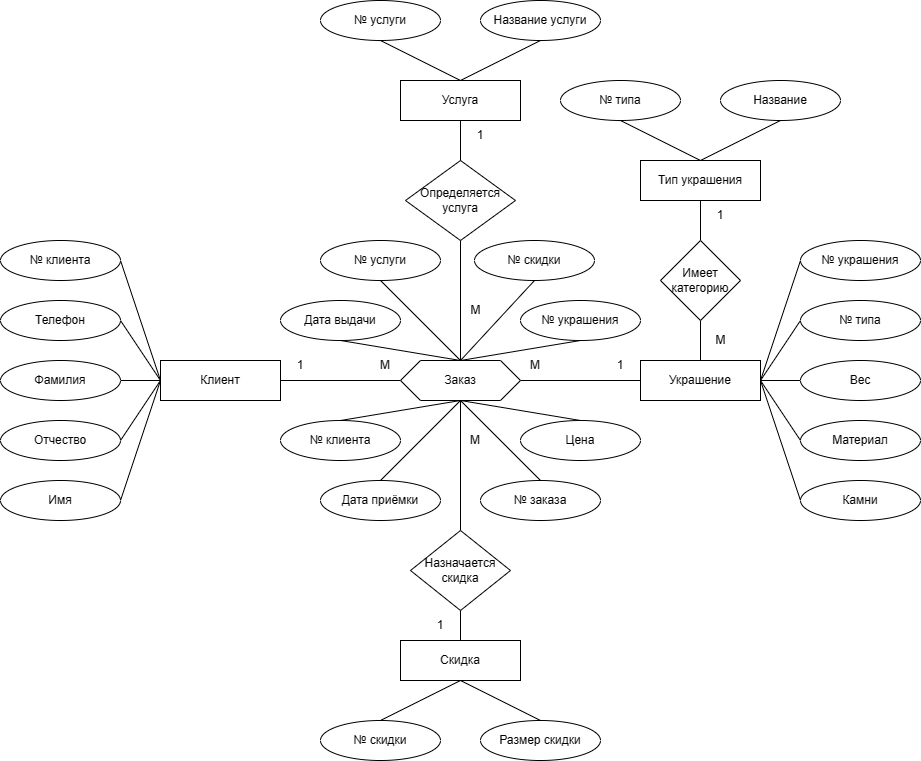 № услуги
Название услуги
Услуга
№ типа
Название
1
Определяется
услуга
Тип украшения
1
№ клиента
№ услуги
№ скидки
Имеет
категорию
№ украшения
Телефон
Дата выдачи
M
№ украшения
M
№ типа
Фамилия
Клиент
1
M
Заказ
M
1
Украшение
Вес
Отчество
№ клиента
M
Цена
Материал
Имя
Дата приёмки
№ заказа
Камни
Назначается
скидка
1
Скидка
№ скидки
Размер скидки